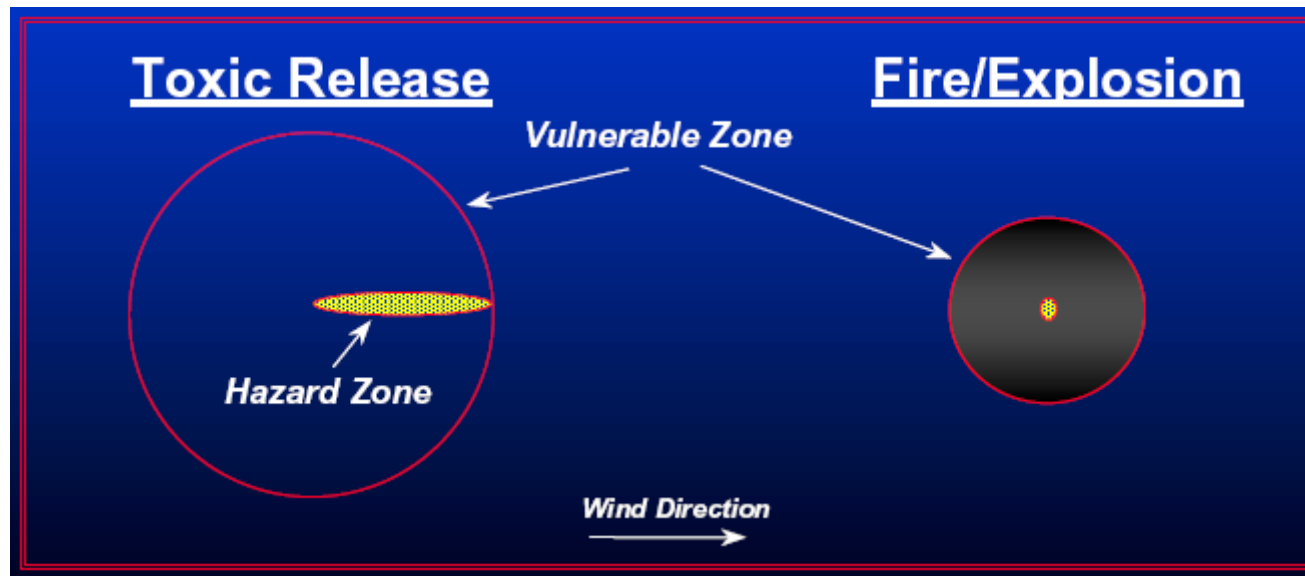 Toxic Release
Fire/Explosion
Vulnerable Zone
Hazard Zone
Wind Direction